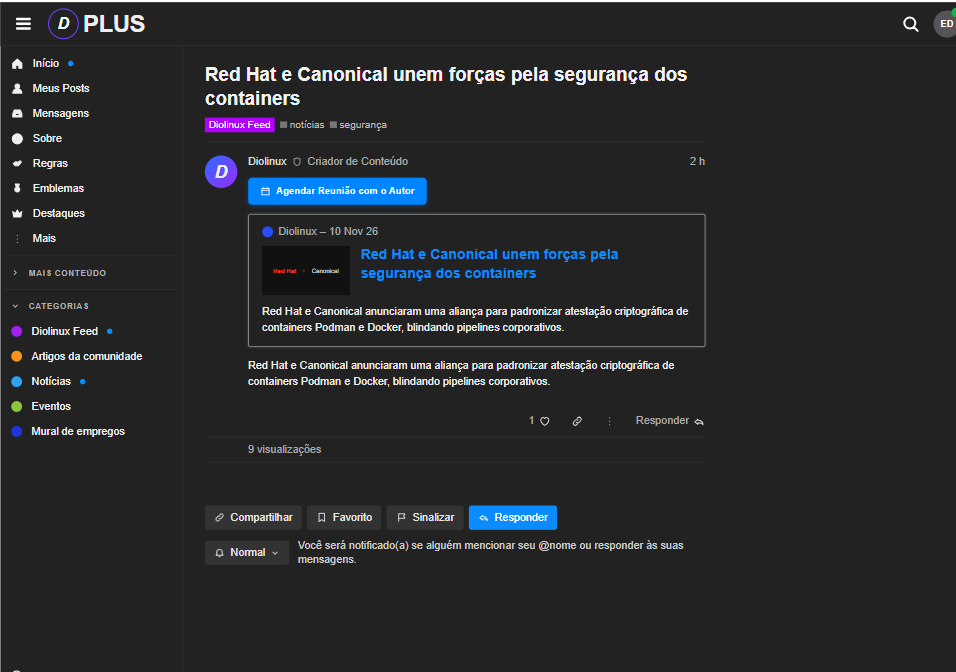 D PLUS
ED
Início
Meus Posts
Mensagens
Sobre
Regras
Emblemas
Destaques
Mais
MAIS CONTEÚDO
CATEGORIAS
Diolinux Feed
Artigos da comunidade
Notícias
Eventos
Mural de empregos
Red Hat e Canonical unem forças pela segurança dos
containers
Diolinux Feed notícias segurança
D
Diolinux Criador de Conteúdo 2 h
Agendar Reunião com o Autor
Diolinux – 10 Nov 26
Red Hat + Canonical
Red Hat e Canonical unem forças pela
segurança dos containers
Red Hat e Canonical anunciaram uma aliança para padronizar atestação criptográfica de
containers Podman e Docker, blindando pipelines corporativos.
Red Hat e Canonical anunciaram uma aliança para padronizar atestação criptográfica de
containers Podman e Docker, blindando pipelines corporativos.
1 Responder
9 visualizações
Compartilhar Favorito Sinalizar Responder
Normal
Você será notificado(a) se alguém mencionar seu @nome ou responder às suas
mensagens.